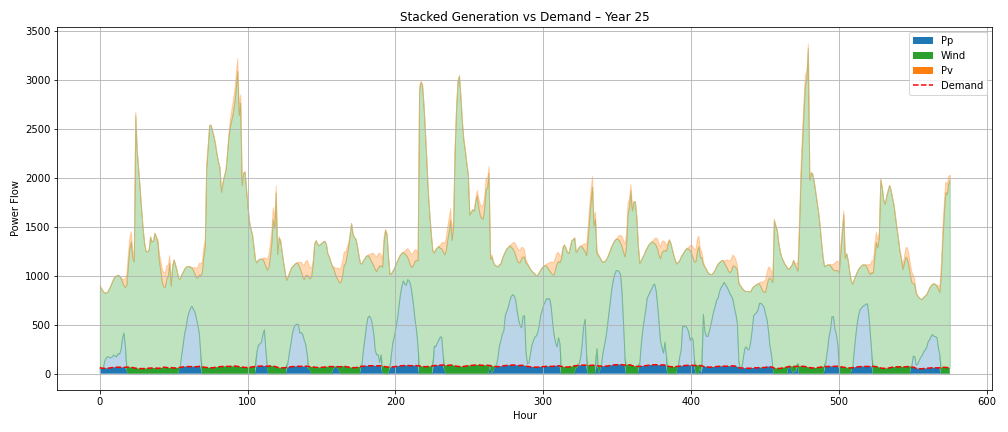 Stacked Generation vs Demand – Year 25
3500
3000
2500
2000
1500
1000
500
0
Power Flow
Pp
Wind
Pv
Demand
0 100 200 300 400 500 600
Hour